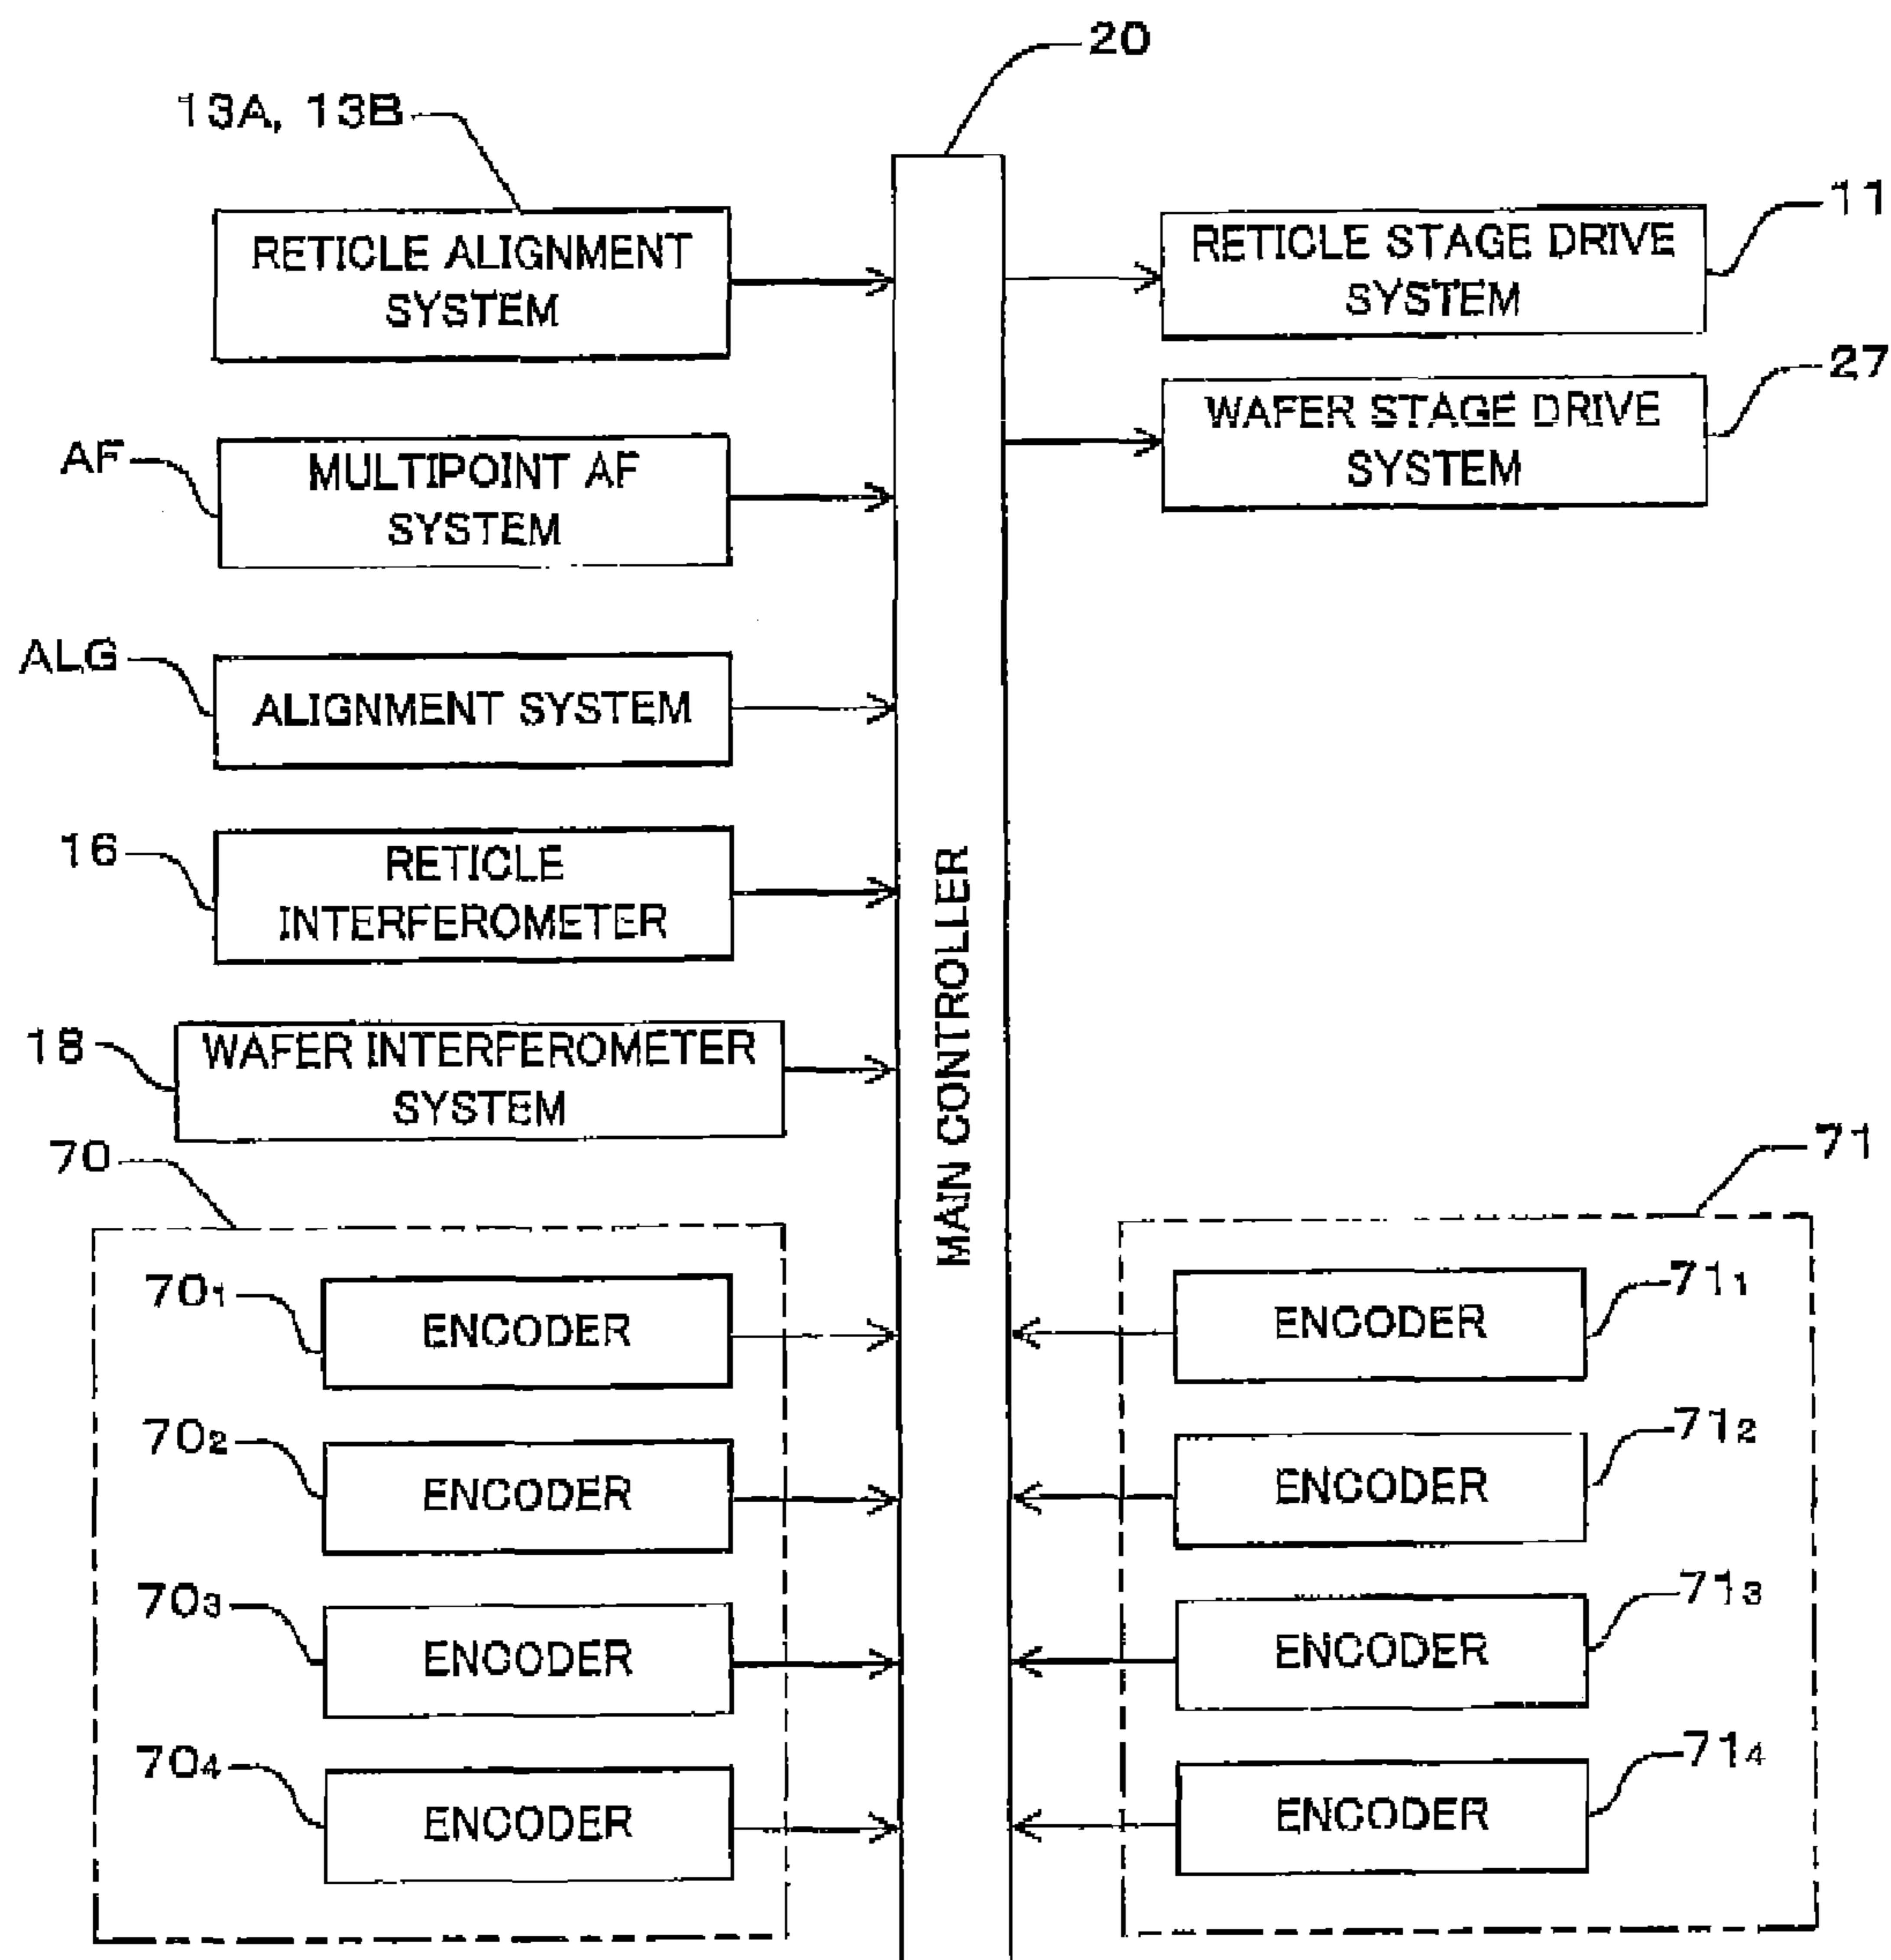 20
13A, 13B
RETICLE ALIGNMENT
SYSTEM
RETICLE STAGE DRIVE
SYSTEM
11
AF
MULTIPOINT AF
SYSTEM
WAFER STAGE DRIVE
SYSTEM
27
ALG
ALIGNMENT SYSTEM
16
RETICLE
INTERFEROMETER
18
WAFER INTERFEROMETER
SYSTEM
MAIN CONTROLLER
70
71
70₁
ENCODER
ENCODER
71₁
70₂
ENCODER
ENCODER
71₂
70₃
ENCODER
ENCODER
71₃
70₄
ENCODER
ENCODER
71₄